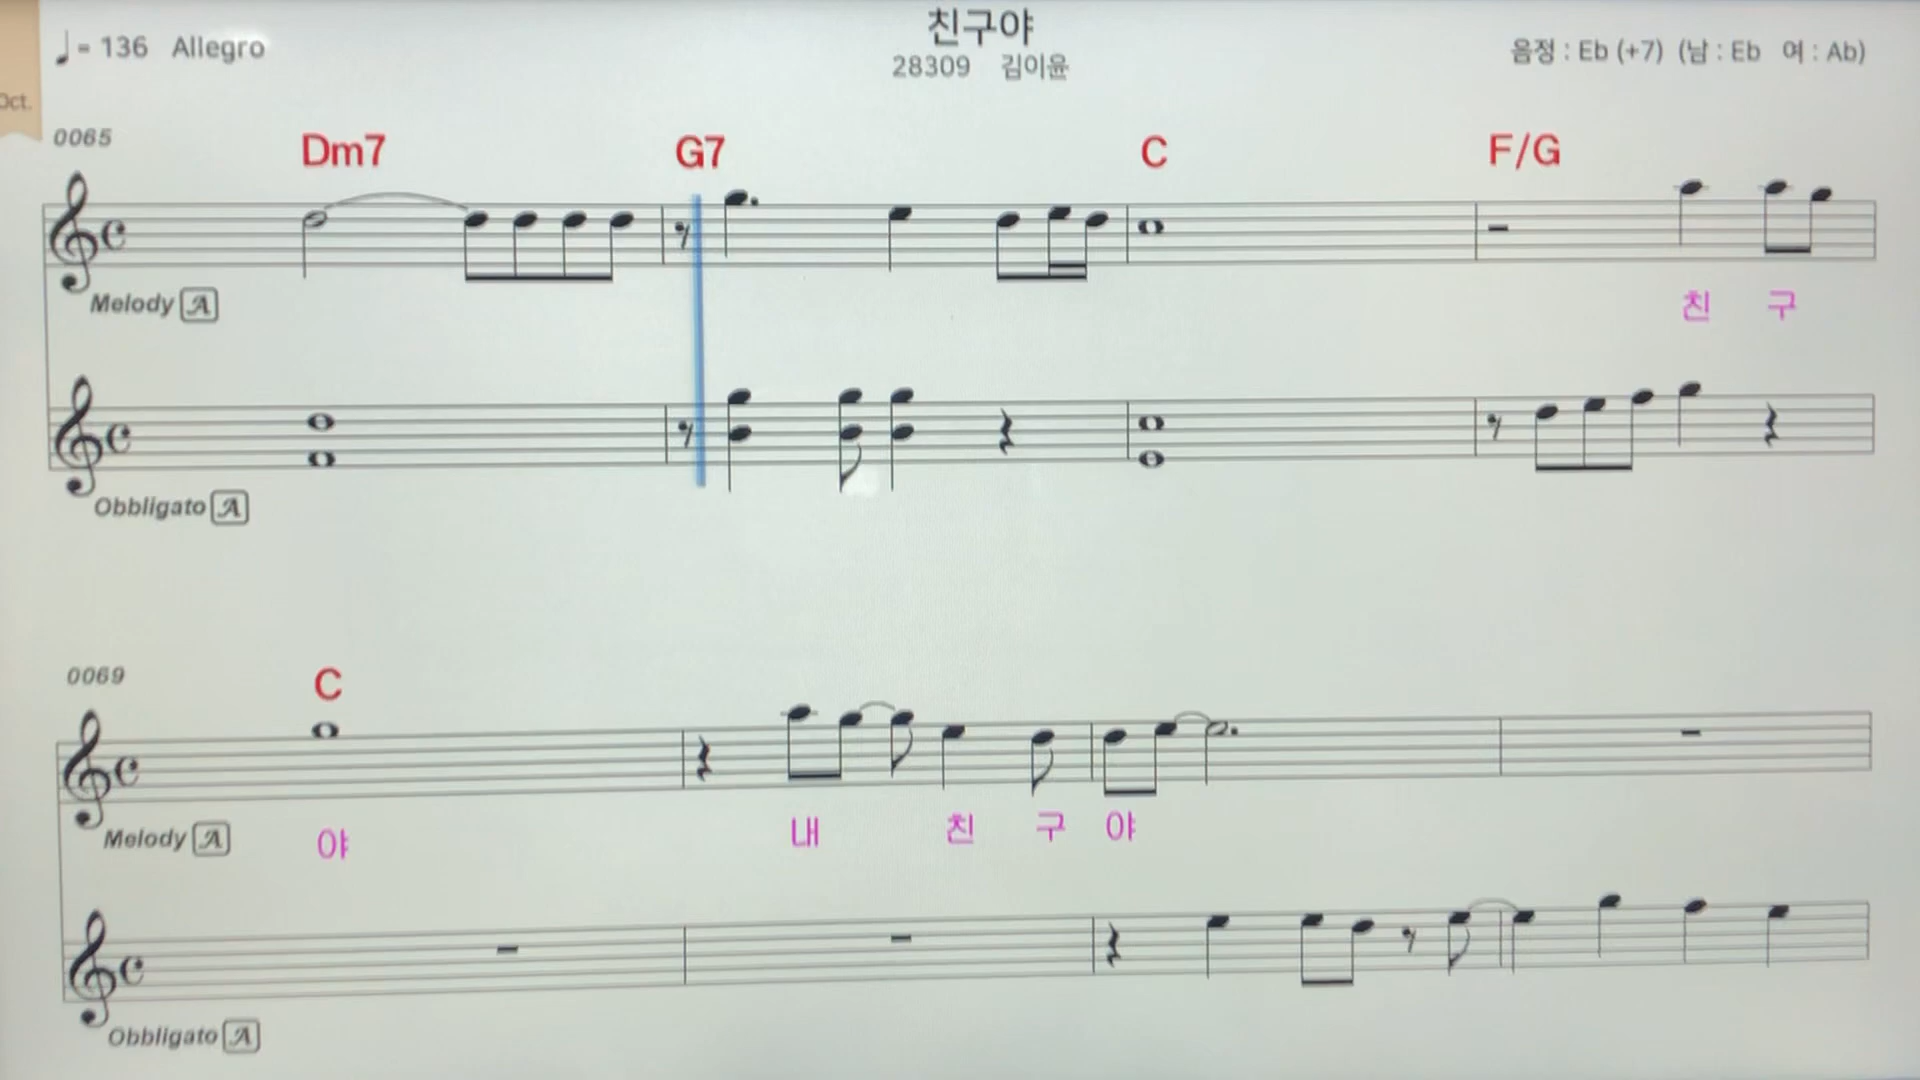 친구야
♩= 136 Allegro
28309 김이윤
음정 : Eb (+7) (남 : Eb 여 : Ab)
Oct.
0065
Dm7 G7 C F/G
Melody A
친 구
Obbligato A
0069
C
Melody A
야 내 친 구 야
Obbligato A